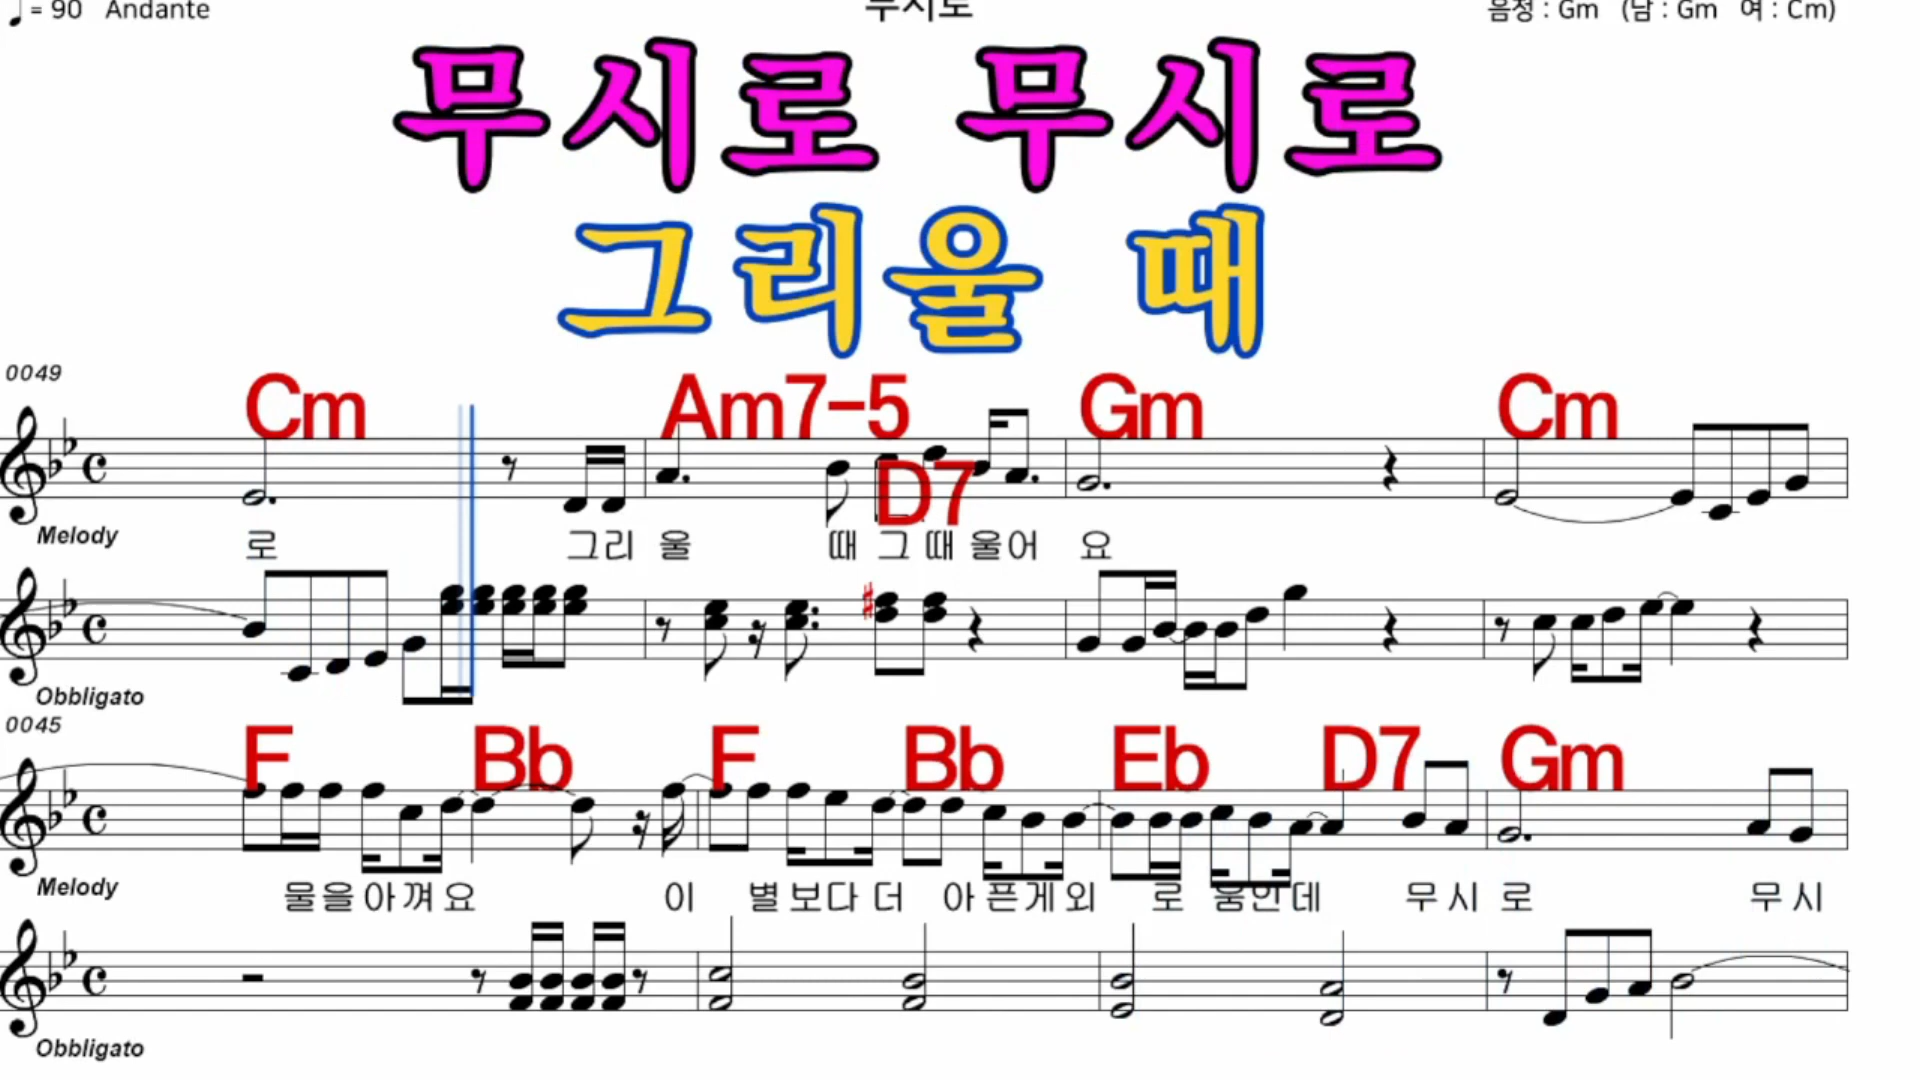 ♩= 90 Andante
무시로
음정 : Gm (남 : Gm 여 : Cm)
무시로 무시로
그리울 때
0049
Cm Am7-5 D7 Gm Cm
Melody
로 그리 울 때 그 때 울어 요
Obbligato
0045
F Bb F Bb Eb D7 Gm
Melody
물을아껴요 이 별보다 더 아픈게외 로 움인데 무시 로 무시
Obbligato